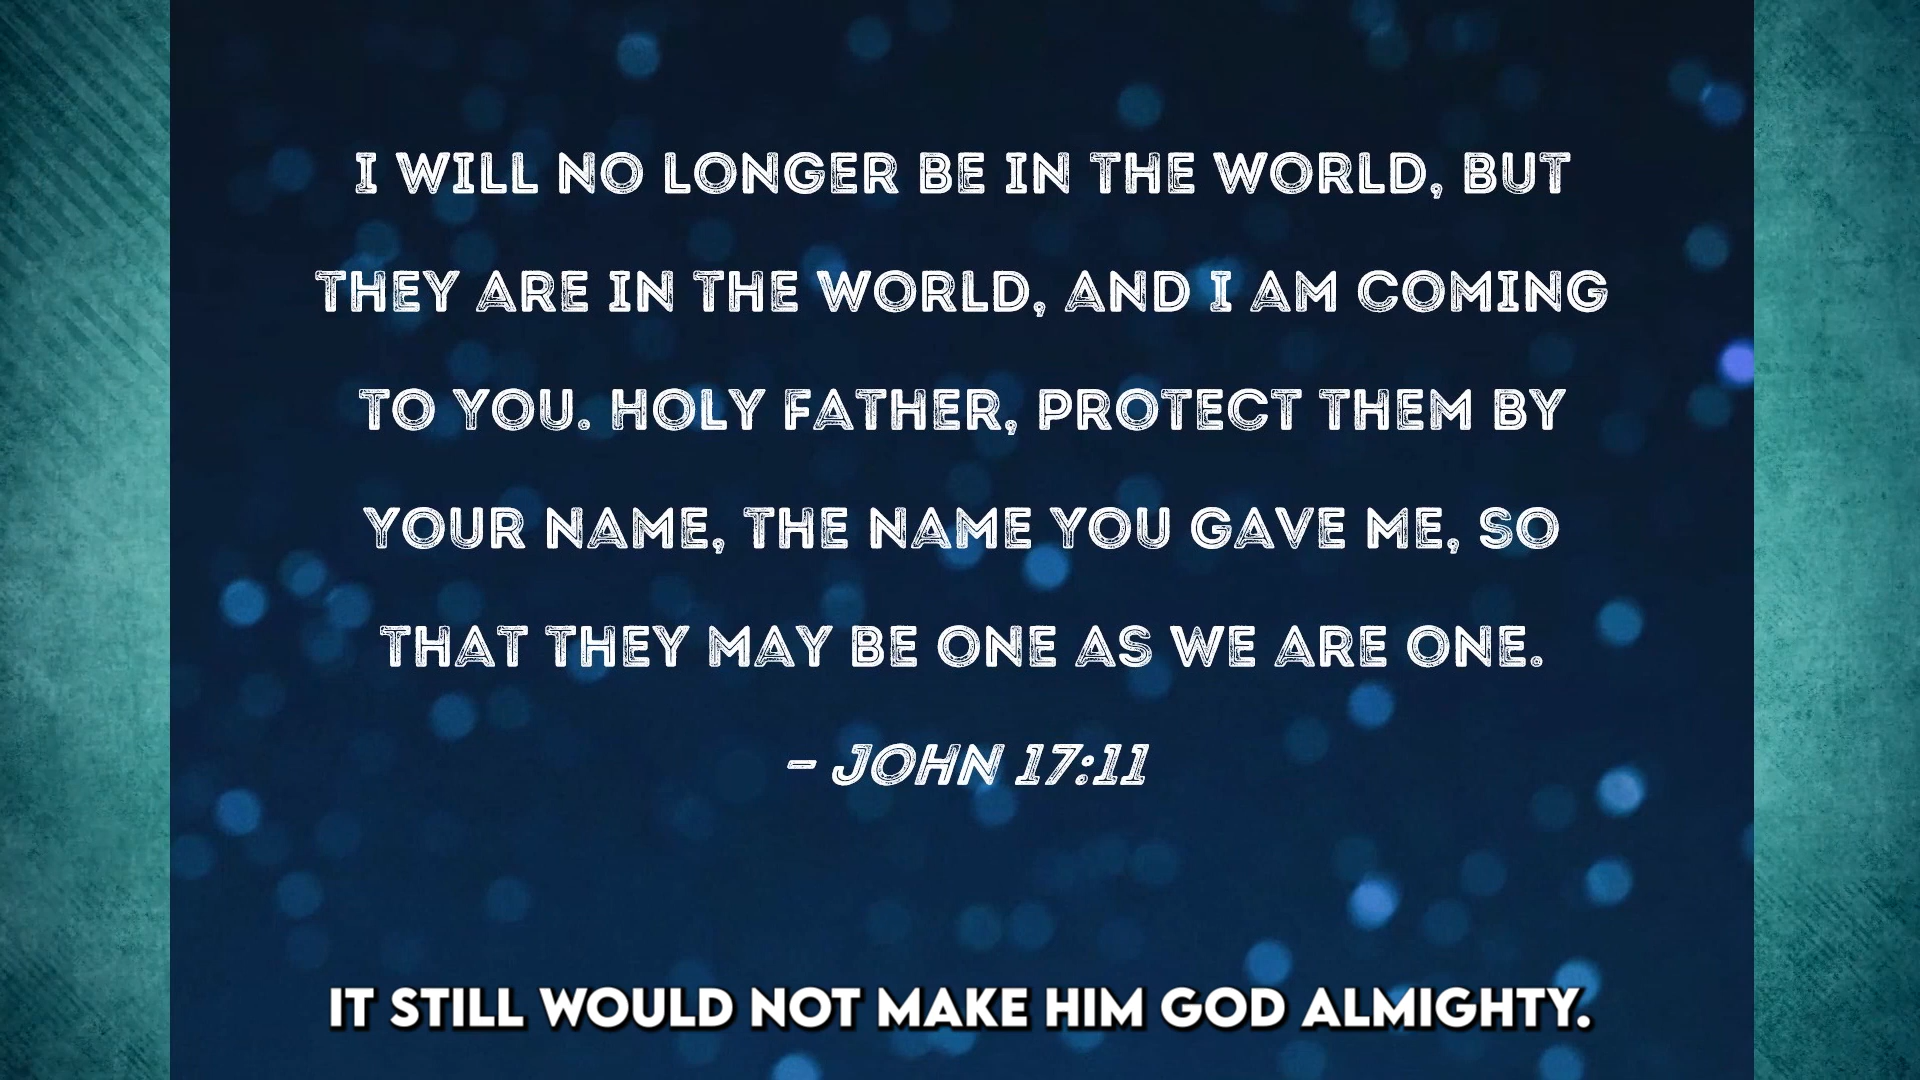 I WILL NO LONGER BE IN THE WORLD, BUT
THEY ARE IN THE WORLD, AND I AM COMING
TO YOU. HOLY FATHER, PROTECT THEM BY
YOUR NAME, THE NAME YOU GAVE ME, SO
THAT THEY MAY BE ONE AS WE ARE ONE.
– JOHN 17:11
IT STILL WOULD NOT MAKE HIM GOD ALMIGHTY.